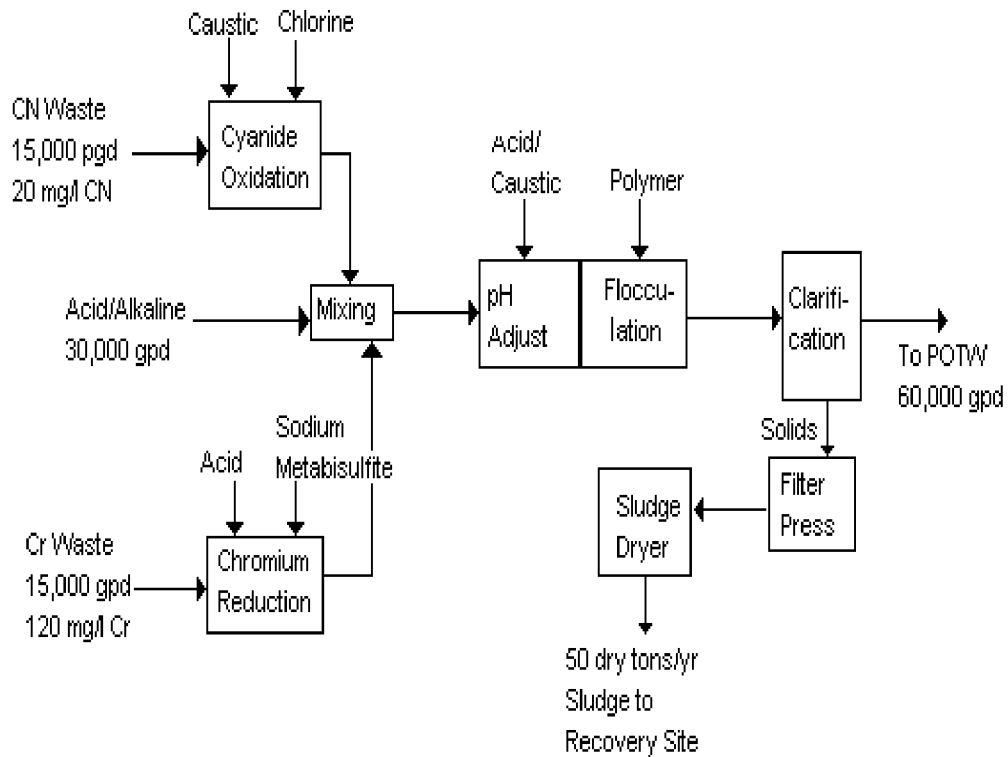 Caustic
Chlorine
CN Waste
15,000 pgd
20 mg/l CN
Cyanide
Oxidation
Acid/
Caustic
Polymer
Acid/Alkaline
30,000 gpd
Mixing
pH
Adjust
Floccu-
lation
Clarifi-
cation
To POTW
60,000 gpd
Solids
Sodium
Metabisulfite
Acid
Filter
Press
Sludge
Dryer
Cr Waste
15,000 gpd
120 mg/l Cr
Chromium
Reduction
50 dry tons/yr
Sludge to
Recovery Site